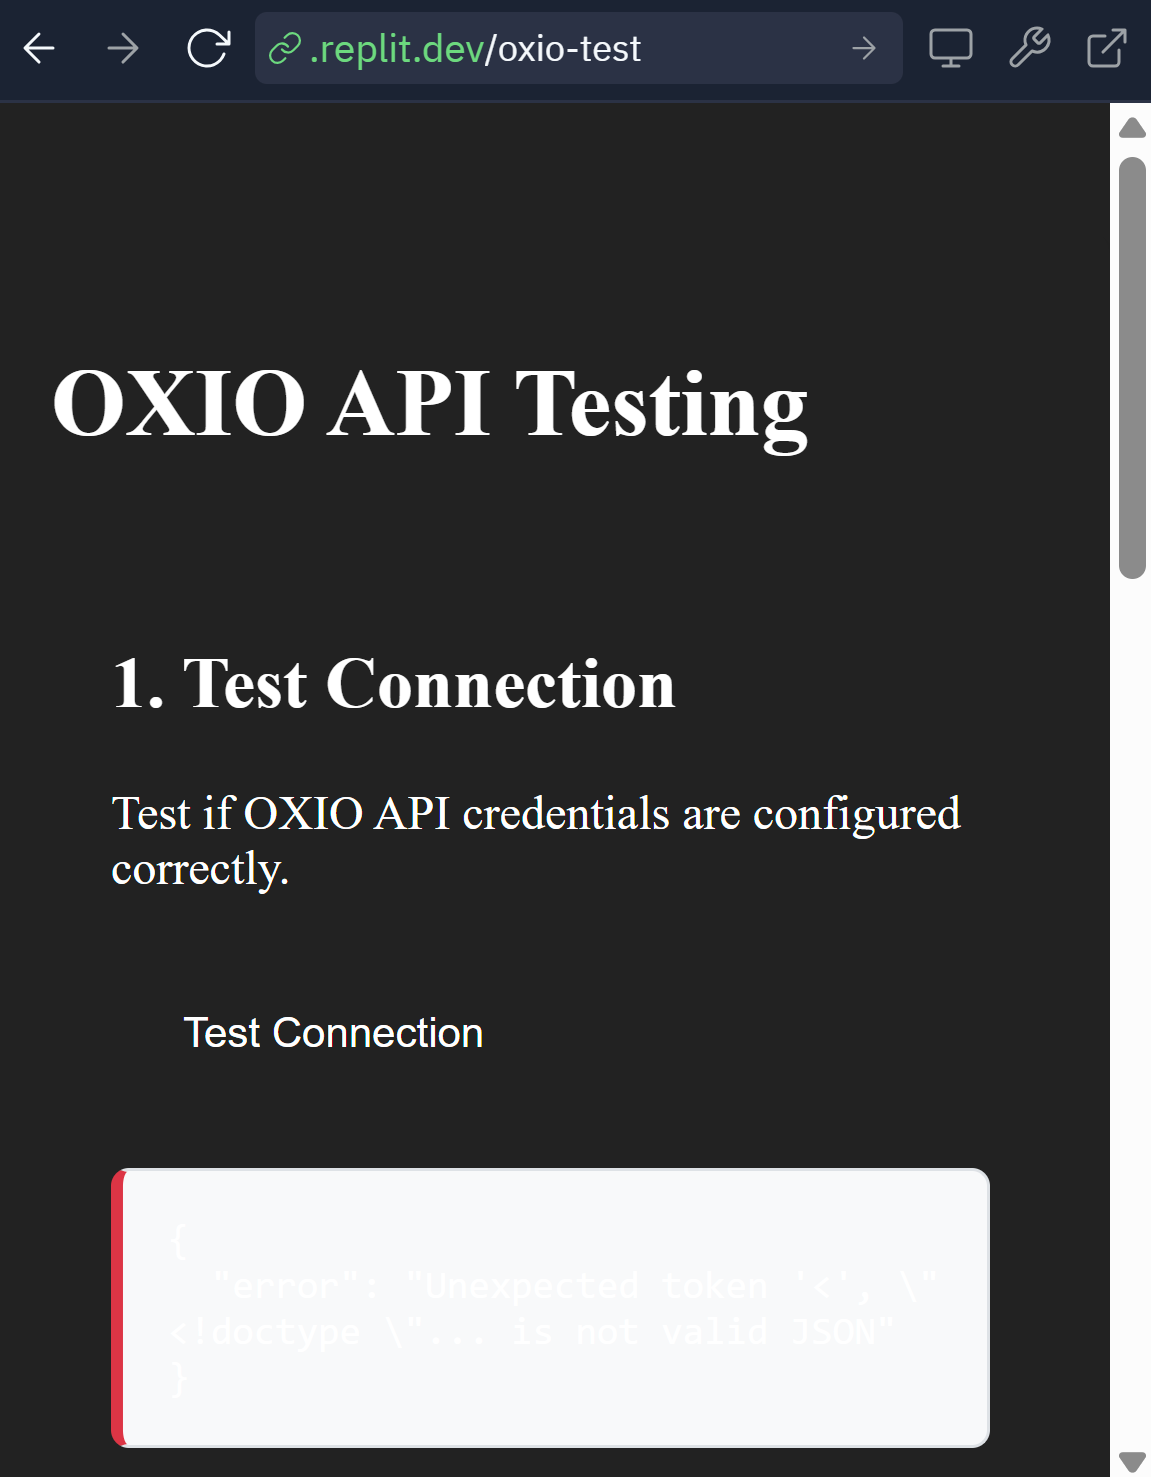 .replit.dev/oxio-test
OXIO API Testing
1. Test Connection
Test if OXIO API credentials are configured
correctly.
Test Connection
{
"error": "Unexpected token '<', \"
<!doctype \"... is not valid JSON"
}